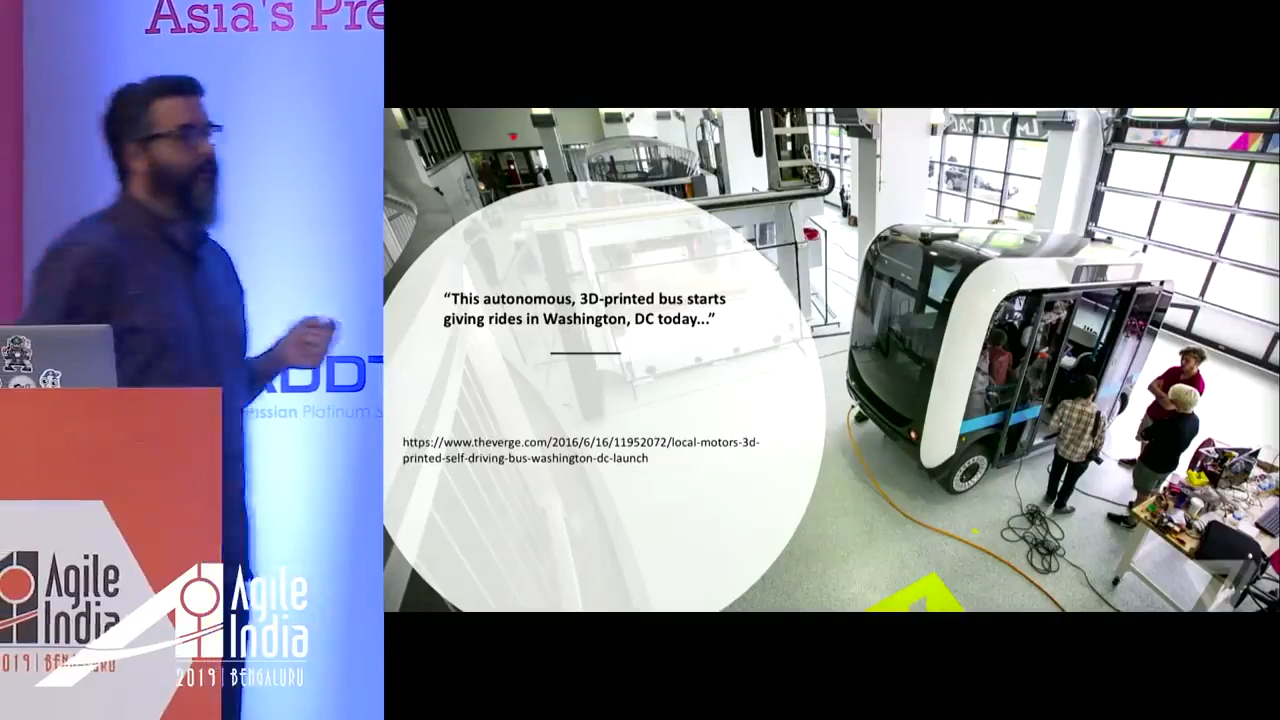 Asia's Pre
“This autonomous, 3D-printed bus starts
giving rides in Washington, DC today...”
https://www.theverge.com/2016/6/16/11952072/local-motors-3d-
printed-self-driving-bus-washington-dc-launch
ussian Platinum S
Agile
India
2019 | BENGALURU
Agile
India
2019 | BENGALURU